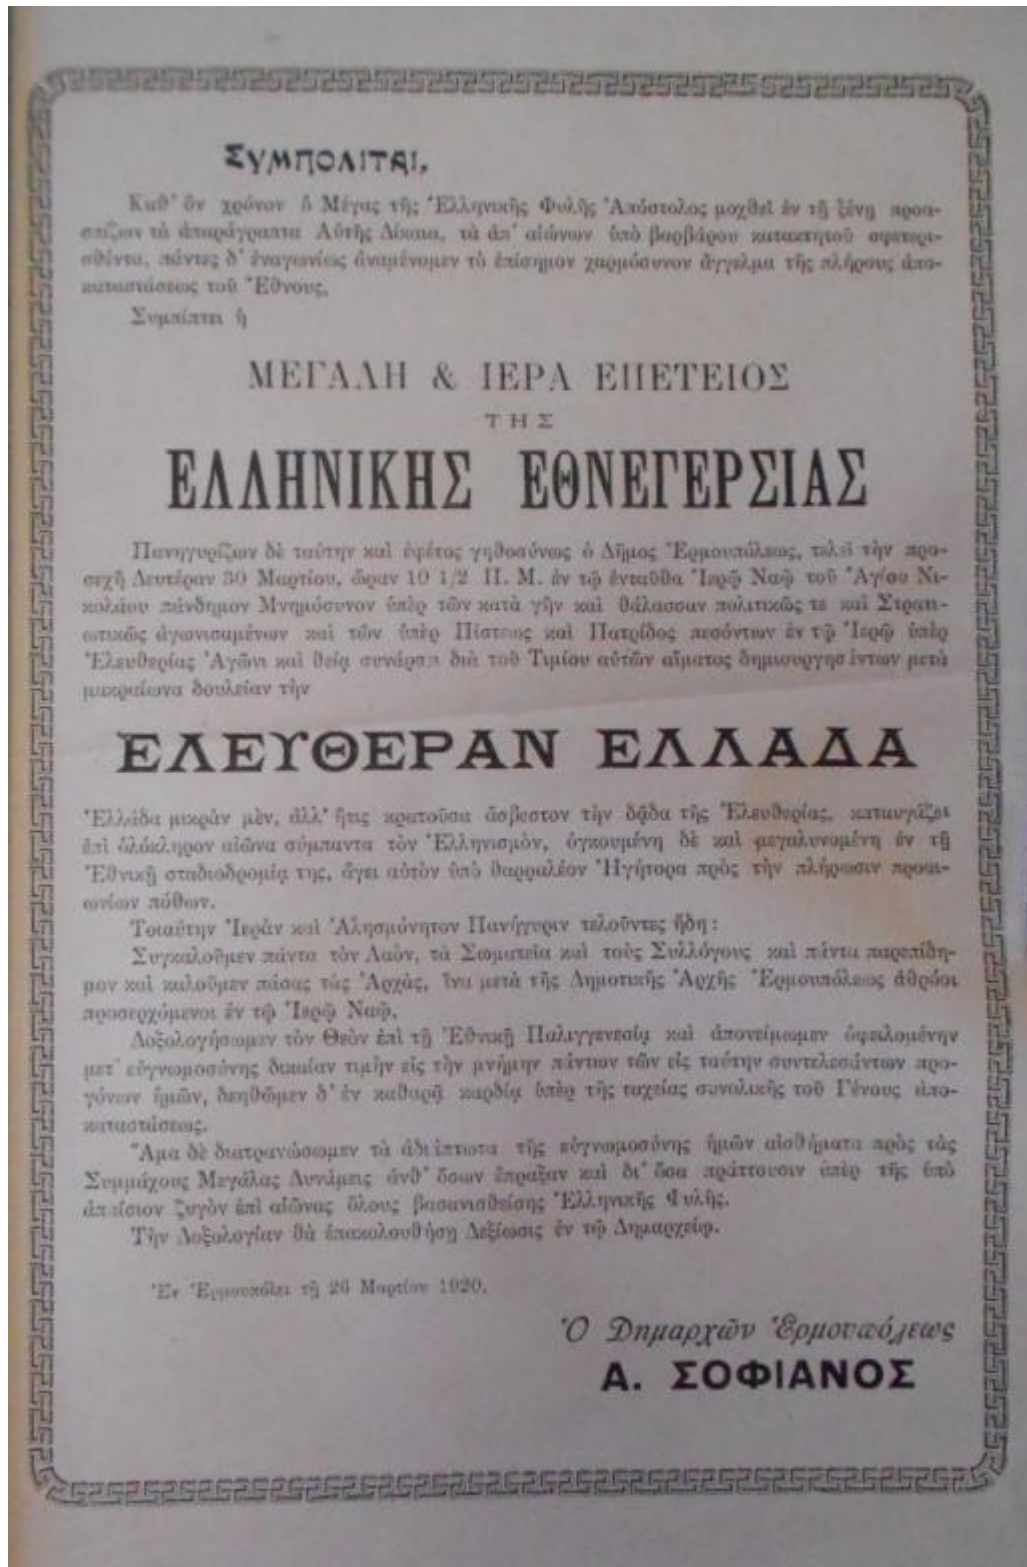 ΣΥΜΠΟΛΙΤΑΙ,
Καθ' ὃν χρόνον ὁ Μέγας τῆς Ἑλληνικῆς Φυλῆς Ἀπόστολος μοχθεῖ ἐν τῇ ξένῃ προα-
σπίζων τὰ ἀπαράγραπτα Αὐτῆς Δίκαια, τὰ ἀπ' αἰώνων ὑπὸ βαρβάρου κατακτητοῦ σφετερι-
σθέντα, πάντες δ' ἐναγωνίως ἀναμένομεν τὸ ἐπίσημον χαρμόσυνον ἄγγελμα τῆς πλήρους ἀπο-
καταστάσεως τοῦ Ἔθνους,
Συμπίπτει ἡ
ΜΕΓΑΛΗ & ΙΕΡΑ ΕΠΕΤΕΙΟΣ
ΤΗΣ
ΕΛΛΗΝΙΚΗΣ ΕΘΝΕΓΕΡΣΙΑΣ
Πανηγυρίζων δὲ ταύτην καὶ ἐφέτος γηθοσύνως ὁ Δῆμος Ἑρμουπόλεως, τελεῖ τὴν προ-
σεχῆ Δευτέραν 30 Μαρτίου, ὥραν 10 1/2 Π. Μ. ἐν τῷ ἐνταῦθα Ἱερῷ Ναῷ τοῦ Ἁγίου Νι-
κολάου πάνδημον Μνημόσυνον ὑπὲρ τῶν κατὰ γῆν καὶ θάλασσαν πολιτικῶς τε καὶ Στρατι-
ωτικῶς ἀγωνισαμένων καὶ τῶν ὑπὲρ Πίστεως καὶ Πατρίδος πεσόντων ἐν τῷ Ἱερῷ ὑπὲρ
Ἐλευθερίας Ἀγῶνι καὶ θείᾳ συνάρσει διὰ τοῦ Τιμίου αὐτῶν αἵματος δημιουργησάντων μετὰ
μακραίωνα δουλείαν τὴν
ΕΛΕΥΘΕΡΑΝ ΕΛΛΑΔΑ
Ἑλλάδα μικρὰν μὲν, ἀλλ' ἥτις κρατοῦσα ἄσβεστον τὴν δᾷδα τῆς Ἐλευθερίας, καταυγάζει
ἐπὶ ὁλόκληρον αἰῶνα σύμπαντα τὸν Ἑλληνισμὸν, ὀγκουμένη δὲ καὶ μεγαλυνομένη ἐν τῇ
Ἐθνικῇ σταδιοδρομίᾳ της, ἄγει αὐτὸν ὑπὸ θαρραλέον Ἡγήτορα πρὸς τὴν πλήρωσιν προαι-
ωνίων πόθων.
Τοιαύτην Ἱερὰν καὶ Ἀλησμόνητον Πανήγυριν τελοῦντες ἤδη:
Συγκαλοῦμεν πάντα τὸν Λαὸν, τὰ Σωματεῖα καὶ τοὺς Συλλόγους καὶ πάντα παρεπίδη-
μον καὶ καλοῦμεν πάσας τὰς Ἀρχὰς, ἵνα μετὰ τῆς Δημοτικῆς Ἀρχῆς Ἑρμουπόλεως ἀθρόοι
προσερχόμενοι ἐν τῷ Ἱερῷ Ναῷ,
Δοξολογήσωμεν τὸν Θεὸν ἐπὶ τῇ Ἐθνικῇ Παλιγγενεσίᾳ καὶ ἀπονείμωμεν ὀφειλομένην
μετ' εὐγνωμοσύνης δικαίαν τιμὴν εἰς τὴν μνήμην πάντων τῶν εἰς ταύτην συντελεσάντων προ-
γόνων ἡμῶν, δεηθῶμεν δ' ἐν καθαρᾷ καρδίᾳ ὑπὲρ τῆς ταχείας συνολικῆς τοῦ Γένους ἀπο-
καταστάσεως.
Ἅμα δὲ διατρανώσωμεν τὰ ἀδιάπτωτα τῆς εὐγνωμοσύνης ἡμῶν αἰσθήματα πρὸς τὰς
Συμμάχους Μεγάλας Δυνάμεις ἀνθ' ὅσων ἔπραξαν καὶ δι' ὅσα πράττουσιν ὑπὲρ τῆς ὑπὸ
ἀπαίσιον ζυγὸν ἐπὶ αἰῶνας ὅλους βασανισθείσης Ἑλληνικῆς Φυλῆς.
Τὴν Δοξολογίαν θὰ ἐπακολουθήσῃ Δεξίωσις ἐν τῷ Δημαρχείῳ.
Ἐν Ἑρμουπόλει τῇ 26 Μαρτίου 1920.
Ὁ Δημαρχῶν Ἑρμουπόλεως
Α. ΣΟΦΙΑΝΟΣ